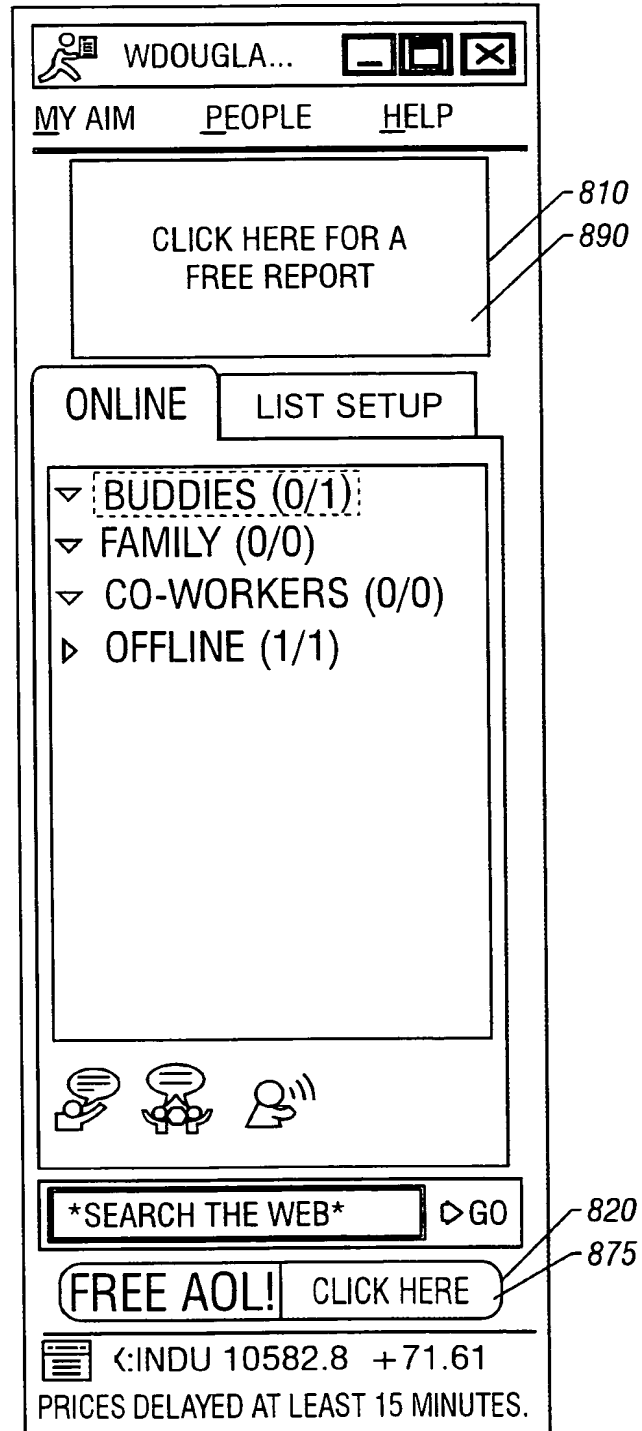 WDOUGLA...
MY AIM PEOPLE HELP
810
890
CLICK HERE FOR A
FREE REPORT
ONLINE LIST SETUP
BUDDIES (0/1)
FAMILY (0/0)
CO-WORKERS (0/0)
OFFLINE (1/1)
*SEARCH THE WEB* GO
820
875
FREE AOL! CLICK HERE
:INDU 10582.8 +71.61
PRICES DELAYED AT LEAST 15 MINUTES.